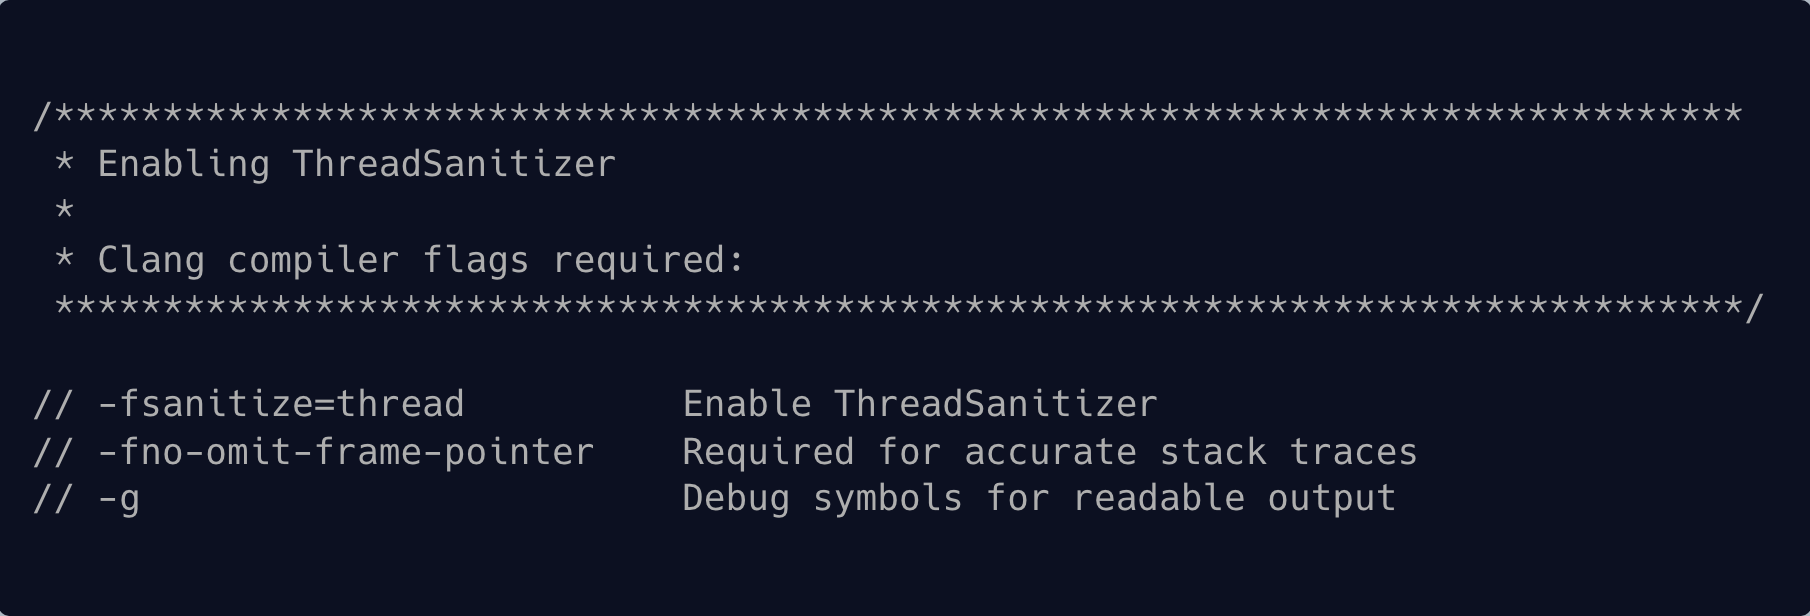 /******************************************************************************
 * Enabling ThreadSanitizer
 *
 * Clang compiler flags required:
 ******************************************************************************/
// -fsanitize=thread          Enable ThreadSanitizer
// -fno-omit-frame-pointer    Required for accurate stack traces
// -g                         Debug symbols for readable output